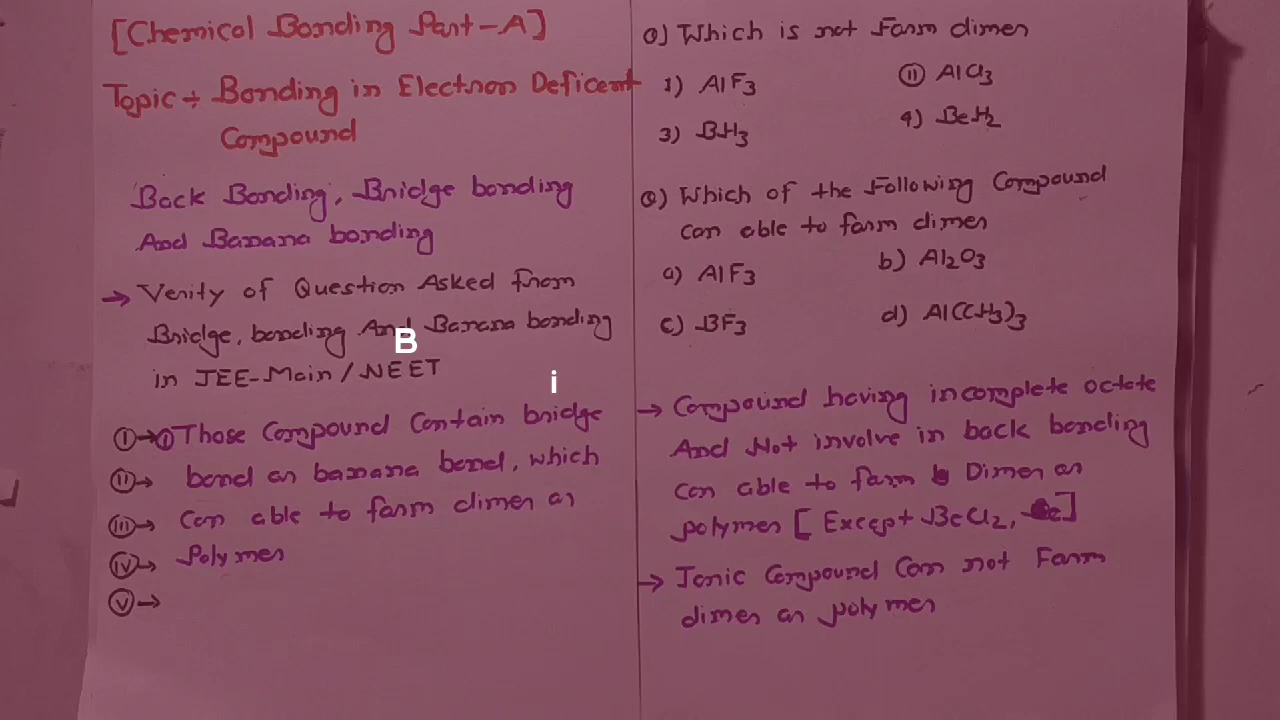 [Chemical Bonding Part-A]
Topic ÷ Bonding in Electron Deficent
Compound
Back Bonding, Bridge bonding
And Banana bonding
→ Verity of Question Asked from
Bridge, bonding And Banana bonding
in JEE-Main / NEET
B
i
(I)→(I) Those Compound Contain bridge
(II)→ bond or banana bond, which
(III)→ Can able to form dimer or
(IV)→ Polymer
(V)→
Q) Which is not Form dimer
1) AlF3 (II) AlCl3
3) BH3 4) BeH2
Q) Which of the Following Compound
Can able to form dimer
a) AlF3 b) Al2O3
c) BF3 d) Al(CH3)3
→ Compound having incomplete octate
And Not involve in back bonding
Can able to form Dimer or
polymer [Except BeCl2, ]
→ Ionic Compound Can not Form
dimer or polymer